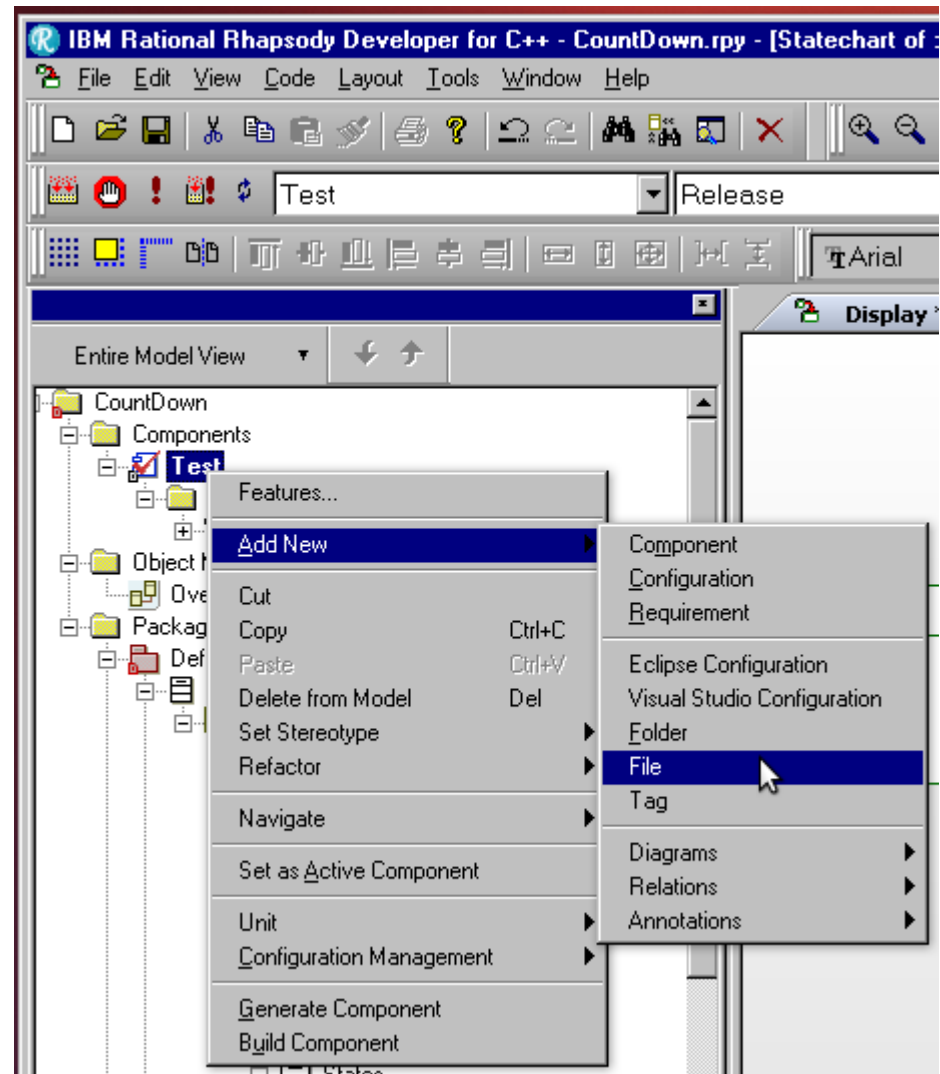 IBM Rational Rhapsody Developer for C++ - CountDown.rpy - [Statechart of :
File Edit View Code Layout Tools Window Help
Test Release
Arial
Display *
Entire Model View
CountDown
Components
Test
Features...
Add New
Component
Object
Configuration
Ove
Cut
Requirement
Packag
Copy Ctrl+C
Def
Paste Ctrl+V
Eclipse Configuration
Delete from Model Del
Visual Studio Configuration
Set Stereotype
Folder
Refactor
File
Tag
Navigate
Diagrams
Set as Active Component
Relations
Unit
Annotations
Configuration Management
Generate Component
Build Component
States